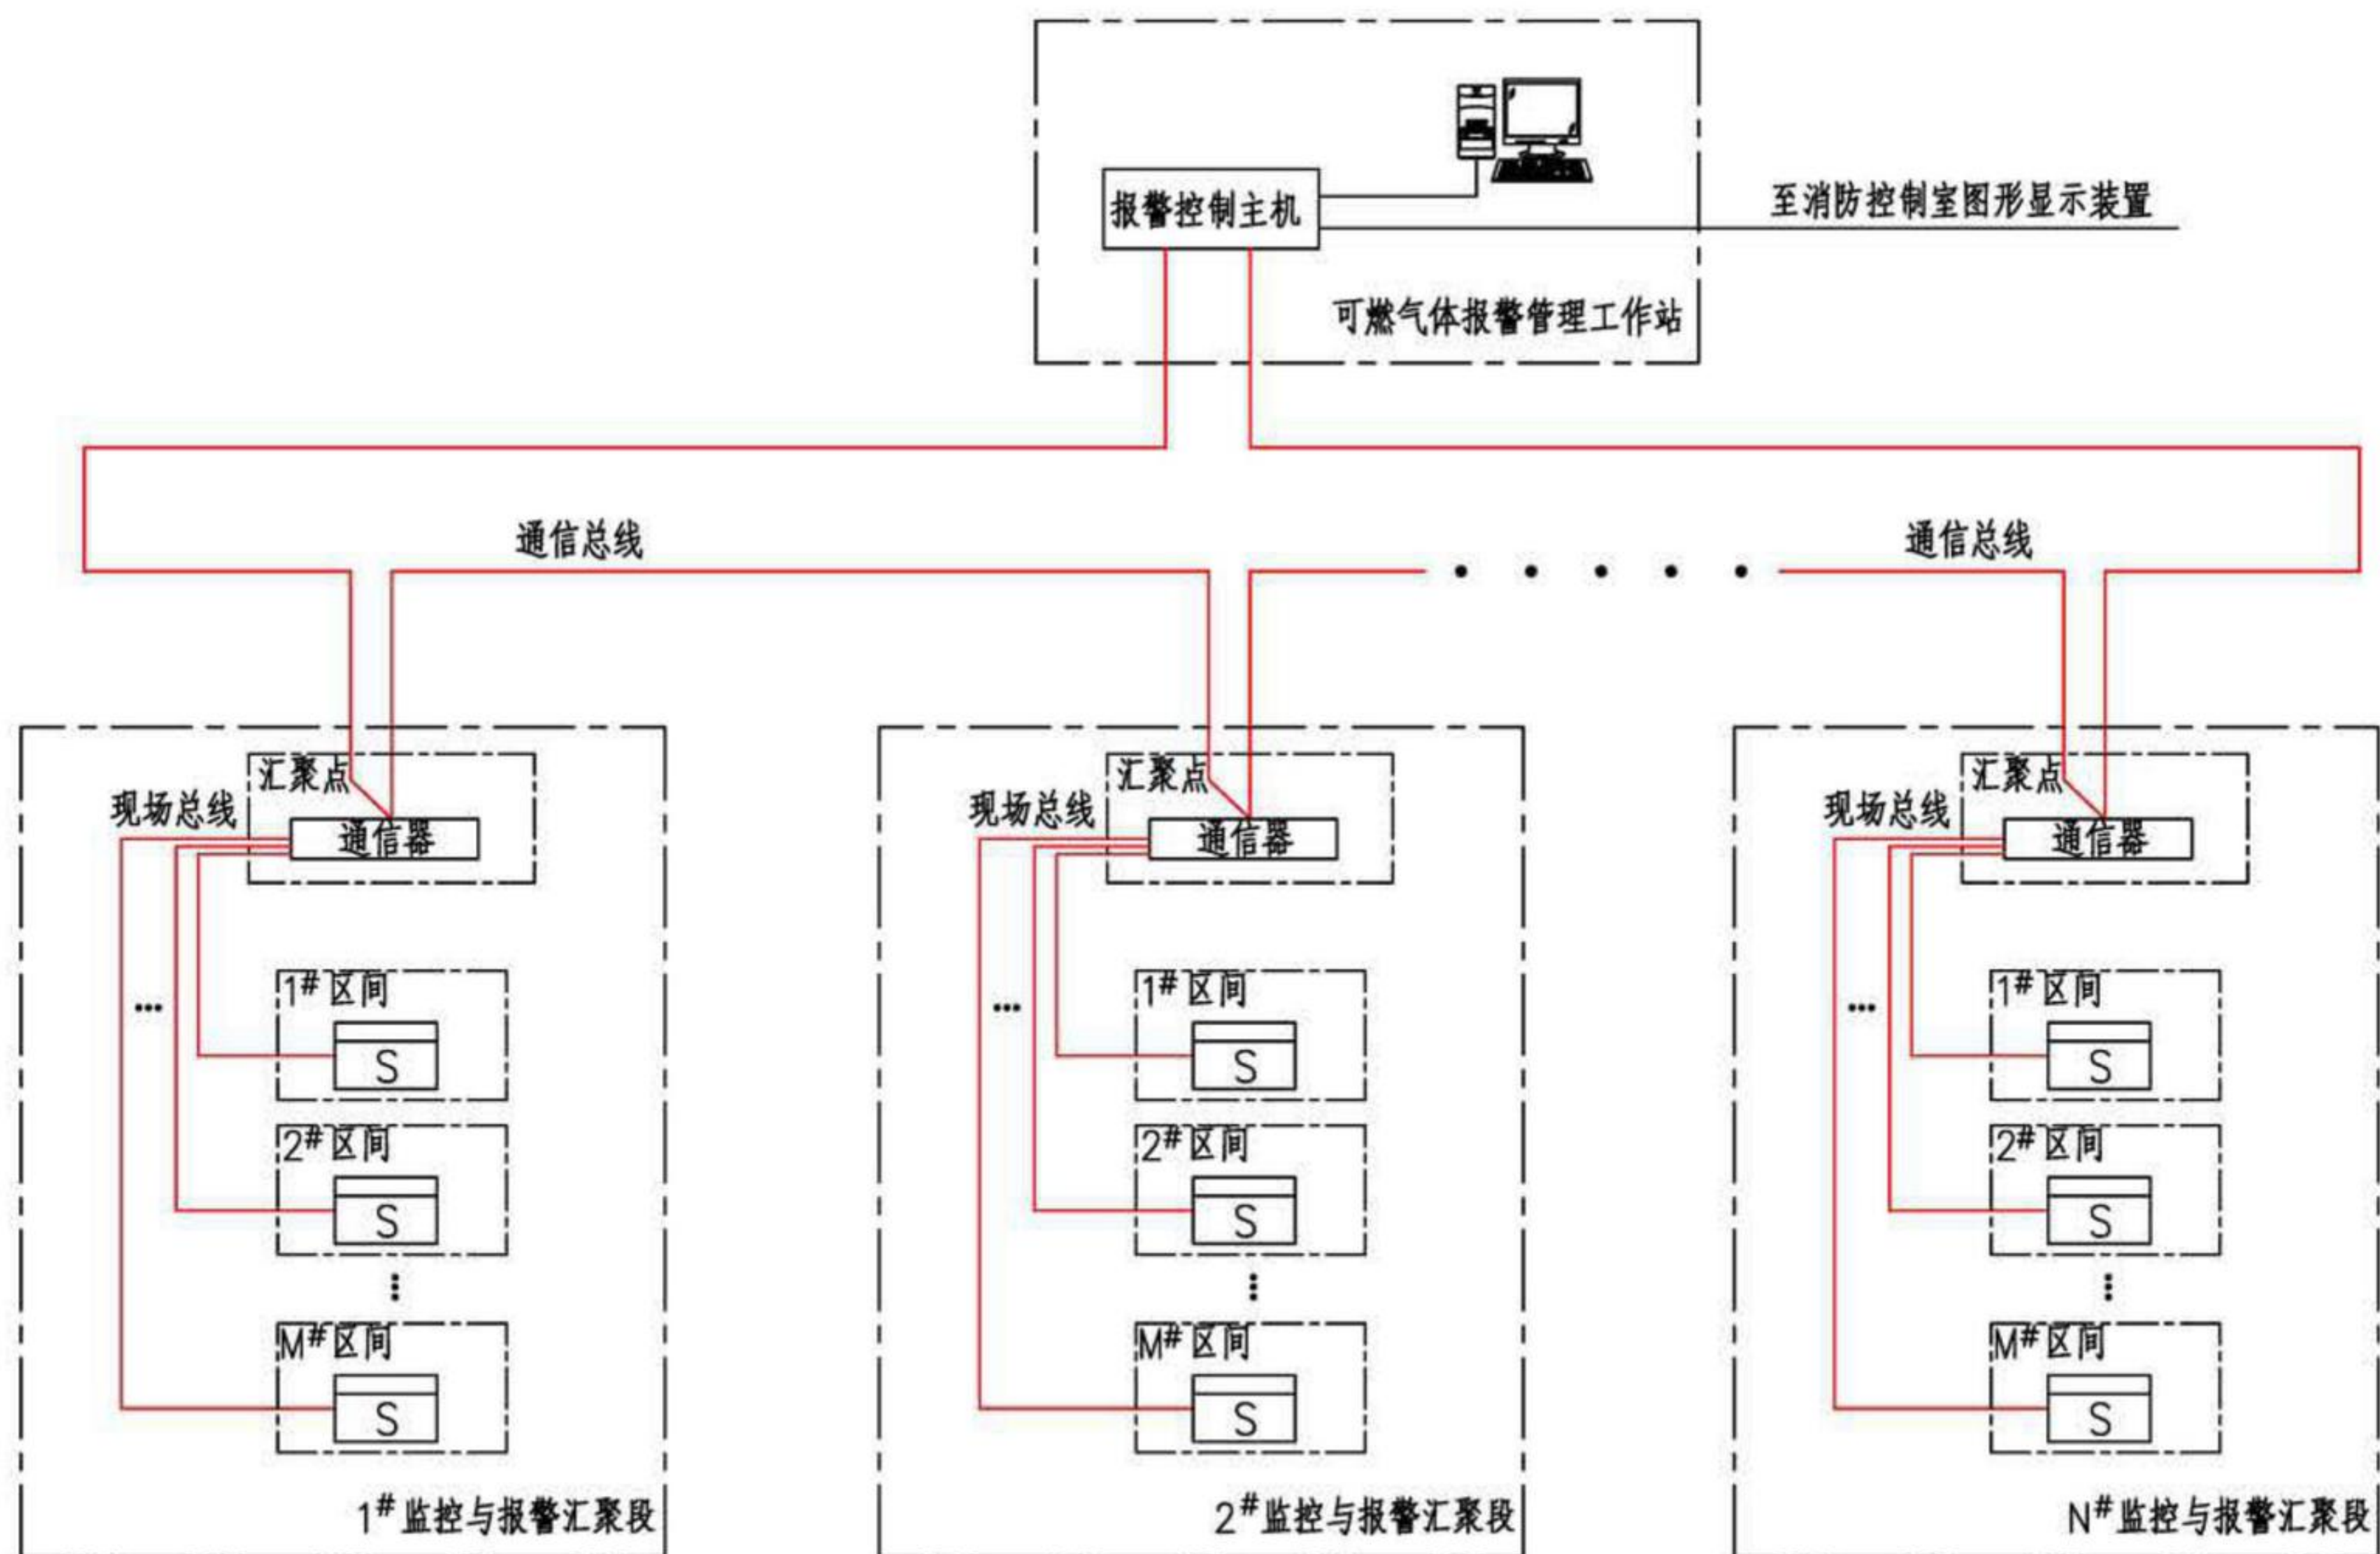 报警控制主机
至消防控制室图形显示装置
可燃气体报警管理工作站
通信总线
通信总线
汇聚点
现场总线
通信器
1#区间
S
2#区间
S
M#区间
S
1#监控与报警汇聚段
汇聚点
现场总线
通信器
1#区间
S
2#区间
S
M#区间
S
2#监控与报警汇聚段
汇聚点
现场总线
通信器
1#区间
S
2#区间
S
M#区间
S
N#监控与报警汇聚段